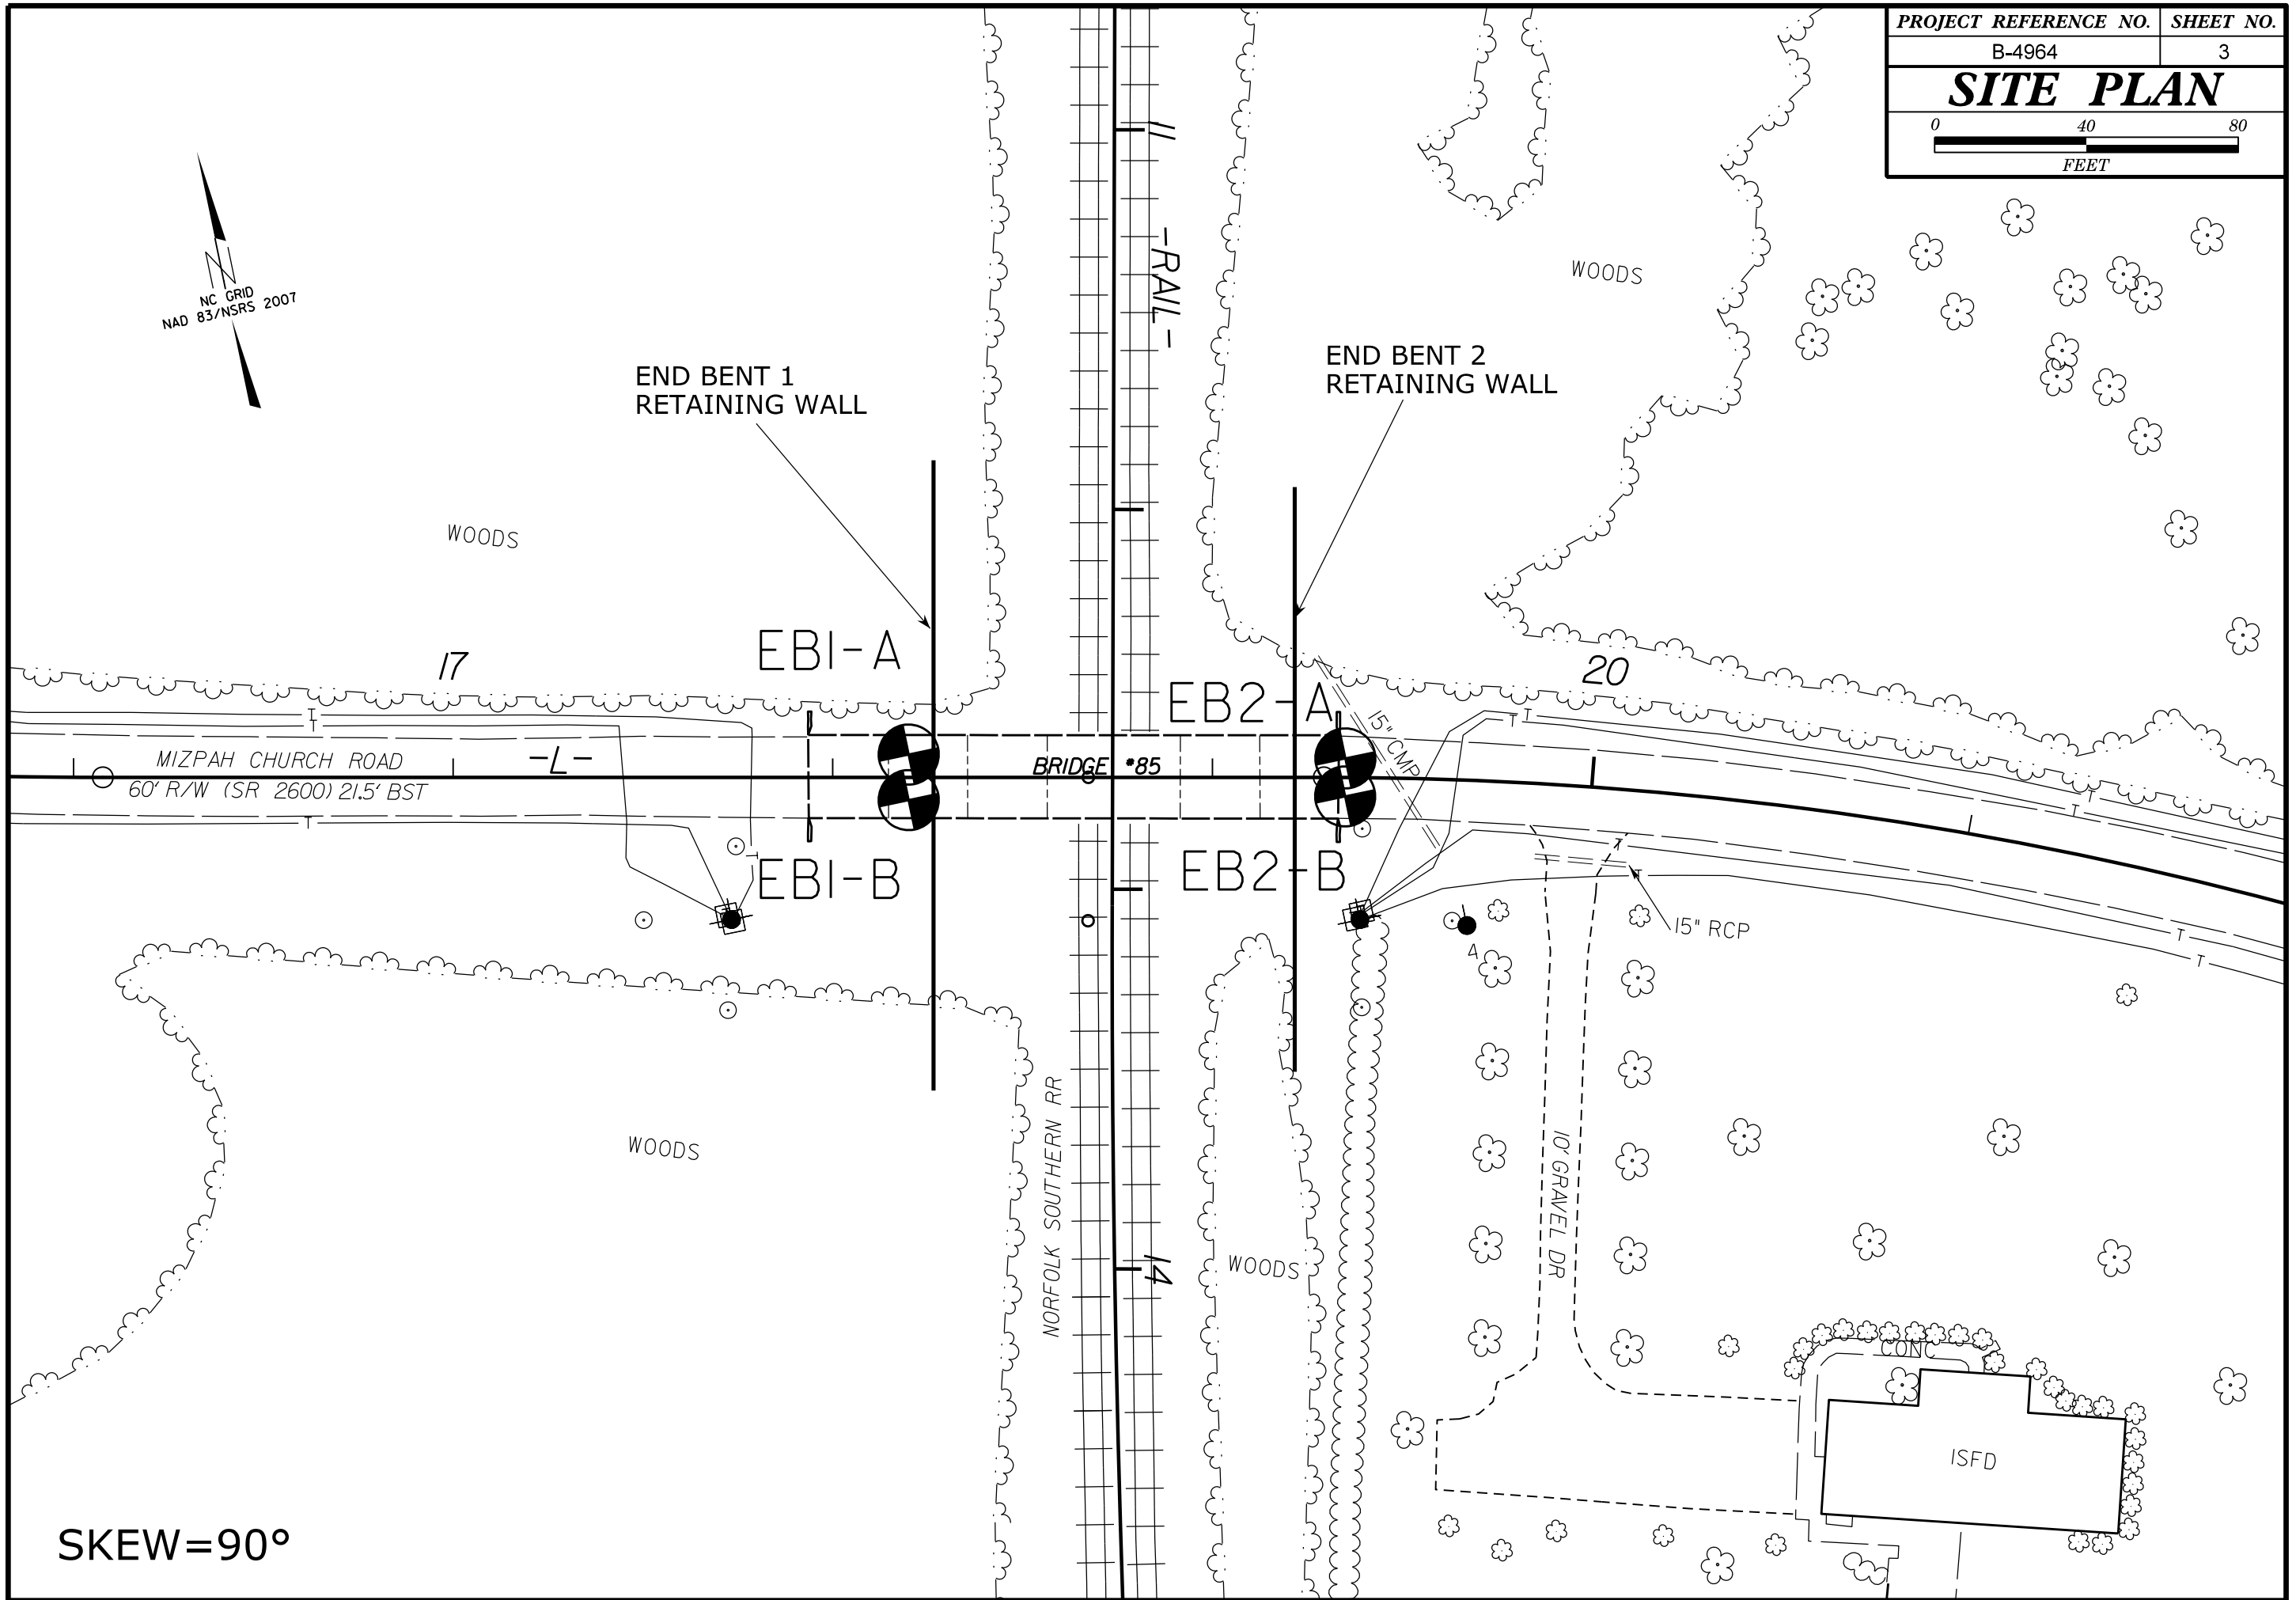 PROJECT REFERENCE NO. SHEET NO.
B-4964 3
SITE PLAN
0 40 80
FEET
11
-RAIL-
WOODS
NC GRID
NAD 83/NSRS 2007
END BENT 1
RETAINING WALL
END BENT 2
RETAINING WALL
WOODS
17
EB1-A
EB2-A
20
T
T
T
T
15" CMP
MIZPAH CHURCH ROAD
-L-
BRIDGE #85
60' R/W (SR 2600) 21.5' BST
T
T
T
T
T
T
EB1-B
EB2-B
15" RCP
4
T
T
WOODS
NORFOLK SOUTHERN RR
10' GRAVEL DR
WOODS
14
CONC
1SFD
SKEW=90°